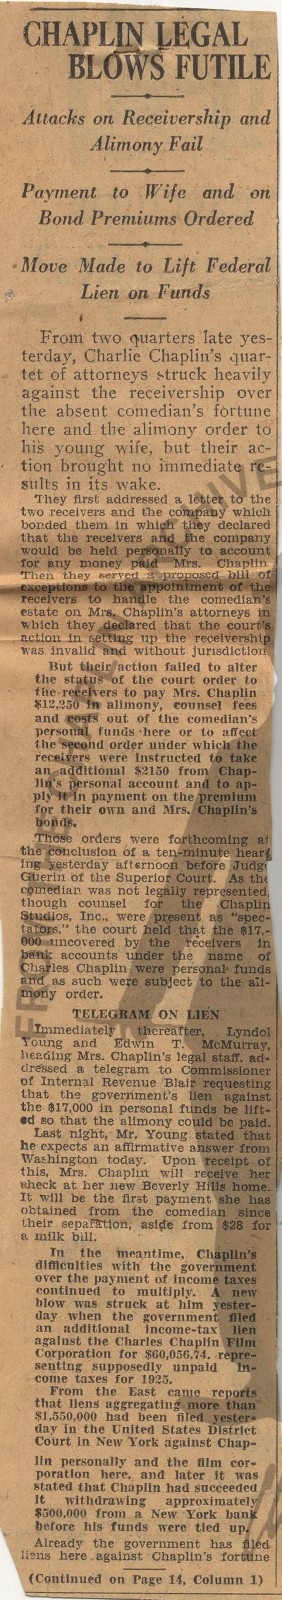 CHAPLIN LEGAL
BLOWS FUTILE
Attacks on Receivership and
Alimony Fail
Payment to Wife and on
Bond Premiums Ordered
Move Made to Lift Federal
Lien on Funds
From two quarters late yes-
terday, Charlie Chaplin's quar-
tet of attorneys struck heavily
against the receivership over
the absent comedian's fortune
here and the alimony order to
his young wife, but their ac-
tion brought no immediate re-
sults in its wake.
They first addressed a letter to the
two receivers and the company which
bonded them in which they declared
that the receivers and the company
would be held personally to account
for any money paid Mrs. Chaplin.
Then they served a proposed bill of
exceptions to the appointment of the
receivers to handle the comedian's
estate on Mrs. Chaplin's attorneys in
which they declared that the court's
action in setting up the receivership
was invalid and without jurisdiction.
But their action failed to alter
the status of the court order to
the receivers to pay Mrs. Chaplin
$12,250 in alimony, counsel fees
and costs out of the comedian's
personal funds here or to affect
the second order under which the
receivers were instructed to take
an additional $2150 from Chap-
lin's personal account and to ap-
ply it in payment on the premium
for their own and Mrs. Chaplin's
bonds.
Those orders were forthcoming at
the conclusion of a ten-minute hear-
ing yesterday afternoon before Judge
Guerin of the Superior Court. As the
comedian was not legally represented,
though counsel for the Chaplin
Studios, Inc., were present as "spec-
tators," the court held that the $17,-
000 uncovered by the receivers in
bank accounts under the name of
Charles Chaplin were personal funds
and as such were subject to the ali-
mony order.
TELEGRAM ON LIEN
Immediately thereafter, Lyndol
Young and Edwin T. McMurray,
heading Mrs. Chaplin's legal staff, ad-
dressed a telegram to Commissioner
of Internal Revenue Blair requesting
that the government's lien against
the $17,000 in personal funds be lift-
ed so that the alimony could be paid.
Last night, Mr. Young stated that
he expects an affirmative answer from
Washington today. Upon receipt of
this, Mrs. Chaplin will receive her
check at her new Beverly Hills home.
It will be the first payment she has
obtained from the comedian since
their separation, aside from $28 for
a milk bill.
In the meantime, Chaplin's
difficulties with the government
over the payment of income taxes
continued to multiply. A new
blow was struck at him yester-
day when the government filed
an additional income-tax lien
against the Charles Chaplin Film
Corporation for $60,056.74, repre-
senting supposedly unpaid in-
come taxes for 1925.
From the East came reports
that liens aggregating more than
$1,550,000 had been filed yester-
day in the United States District
Court in New York against Chap-
lin personally and the film cor-
poration here, and later it was
stated that Chaplin had succeeded
it withdrawing approximately
$500,000 from a New York bank
before his funds were tied up.
Already the government has filed
liens here against Chaplin's fortune
(Continued on Page 14, Column 1)